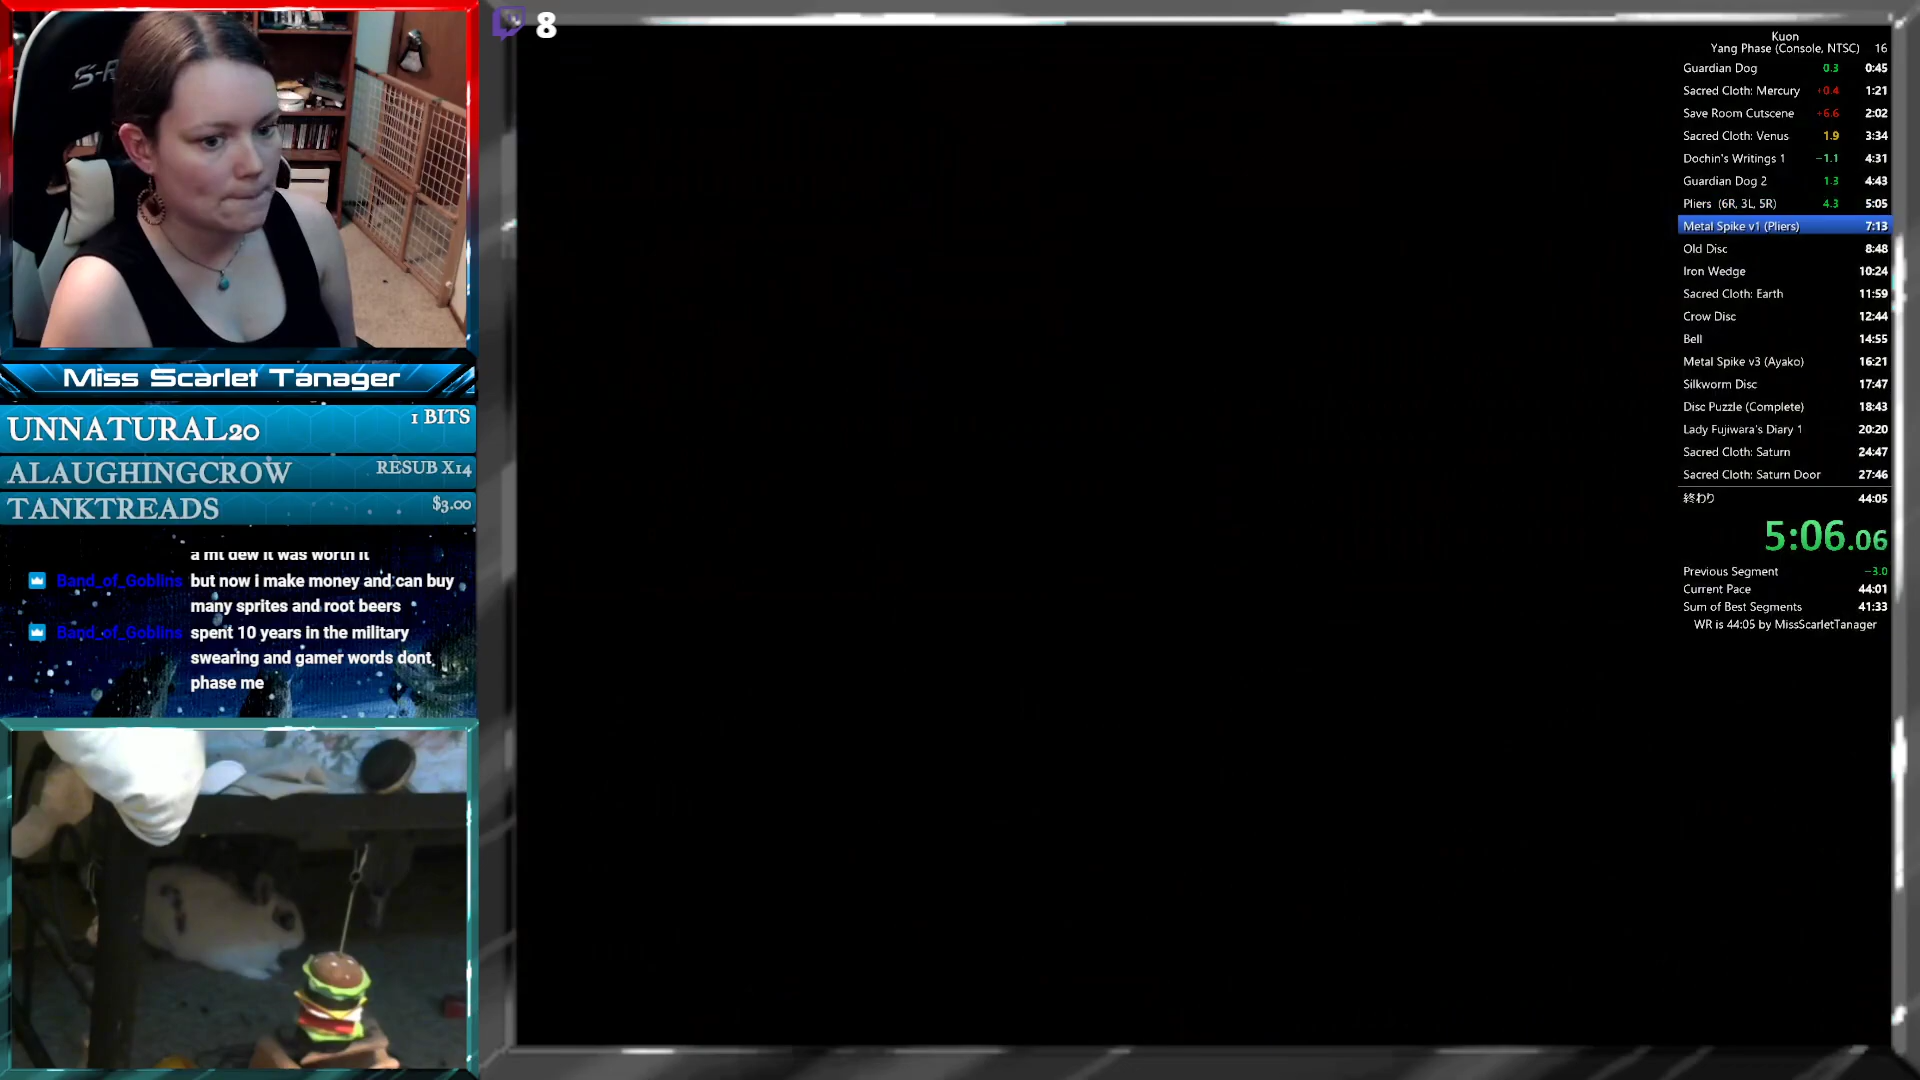 8
S-R
Miss Scarlet Tanager
UNNATURAL20 1 BITS
ALAUGHINGCROW RESUB X14
TANKTREADS $3.00
a mt dew it was worth it
Band_of_Goblins but now i make money and can buy
many sprites and root beers
Band_of_Goblins spent 10 years in the military
swearing and gamer words dont
phase me
Kuon
Yang Phase (Console, NTSC) 16
Guardian Dog 0.3 0:45
Sacred Cloth: Mercury +0.4 1:21
Save Room Cutscene +6.6 2:02
Sacred Cloth: Venus 1.9 3:34
Dochin's Writings 1 −1.1 4:31
Guardian Dog 2 1.3 4:43
Pliers (6R, 3L, 5R) 4.3 5:05
Metal Spike v1 (Pliers) 7:13
Old Disc 8:48
Iron Wedge 10:24
Sacred Cloth: Earth 11:59
Crow Disc 12:44
Bell 14:55
Metal Spike v3 (Ayako) 16:21
Silkworm Disc 17:47
Disc Puzzle (Complete) 18:43
Lady Fujiwara's Diary 1 20:20
Sacred Cloth: Saturn 24:47
Sacred Cloth: Saturn Door 27:46
終わり 44:05
5:06.06
Previous Segment −3.0
Current Pace 44:01
Sum of Best Segments 41:33
WR is 44:05 by MissScarletTanager